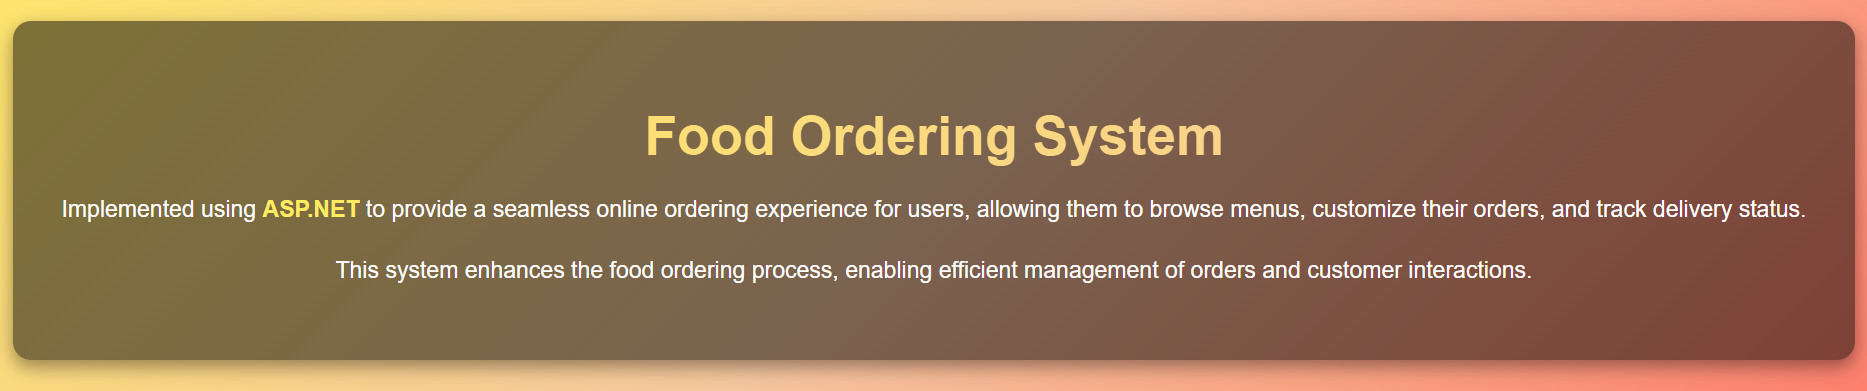 Food Ordering System
Implemented using ASP.NET to provide a seamless online ordering experience for users, allowing them to browse menus, customize their orders, and track delivery status.
This system enhances the food ordering process, enabling efficient management of orders and customer interactions.